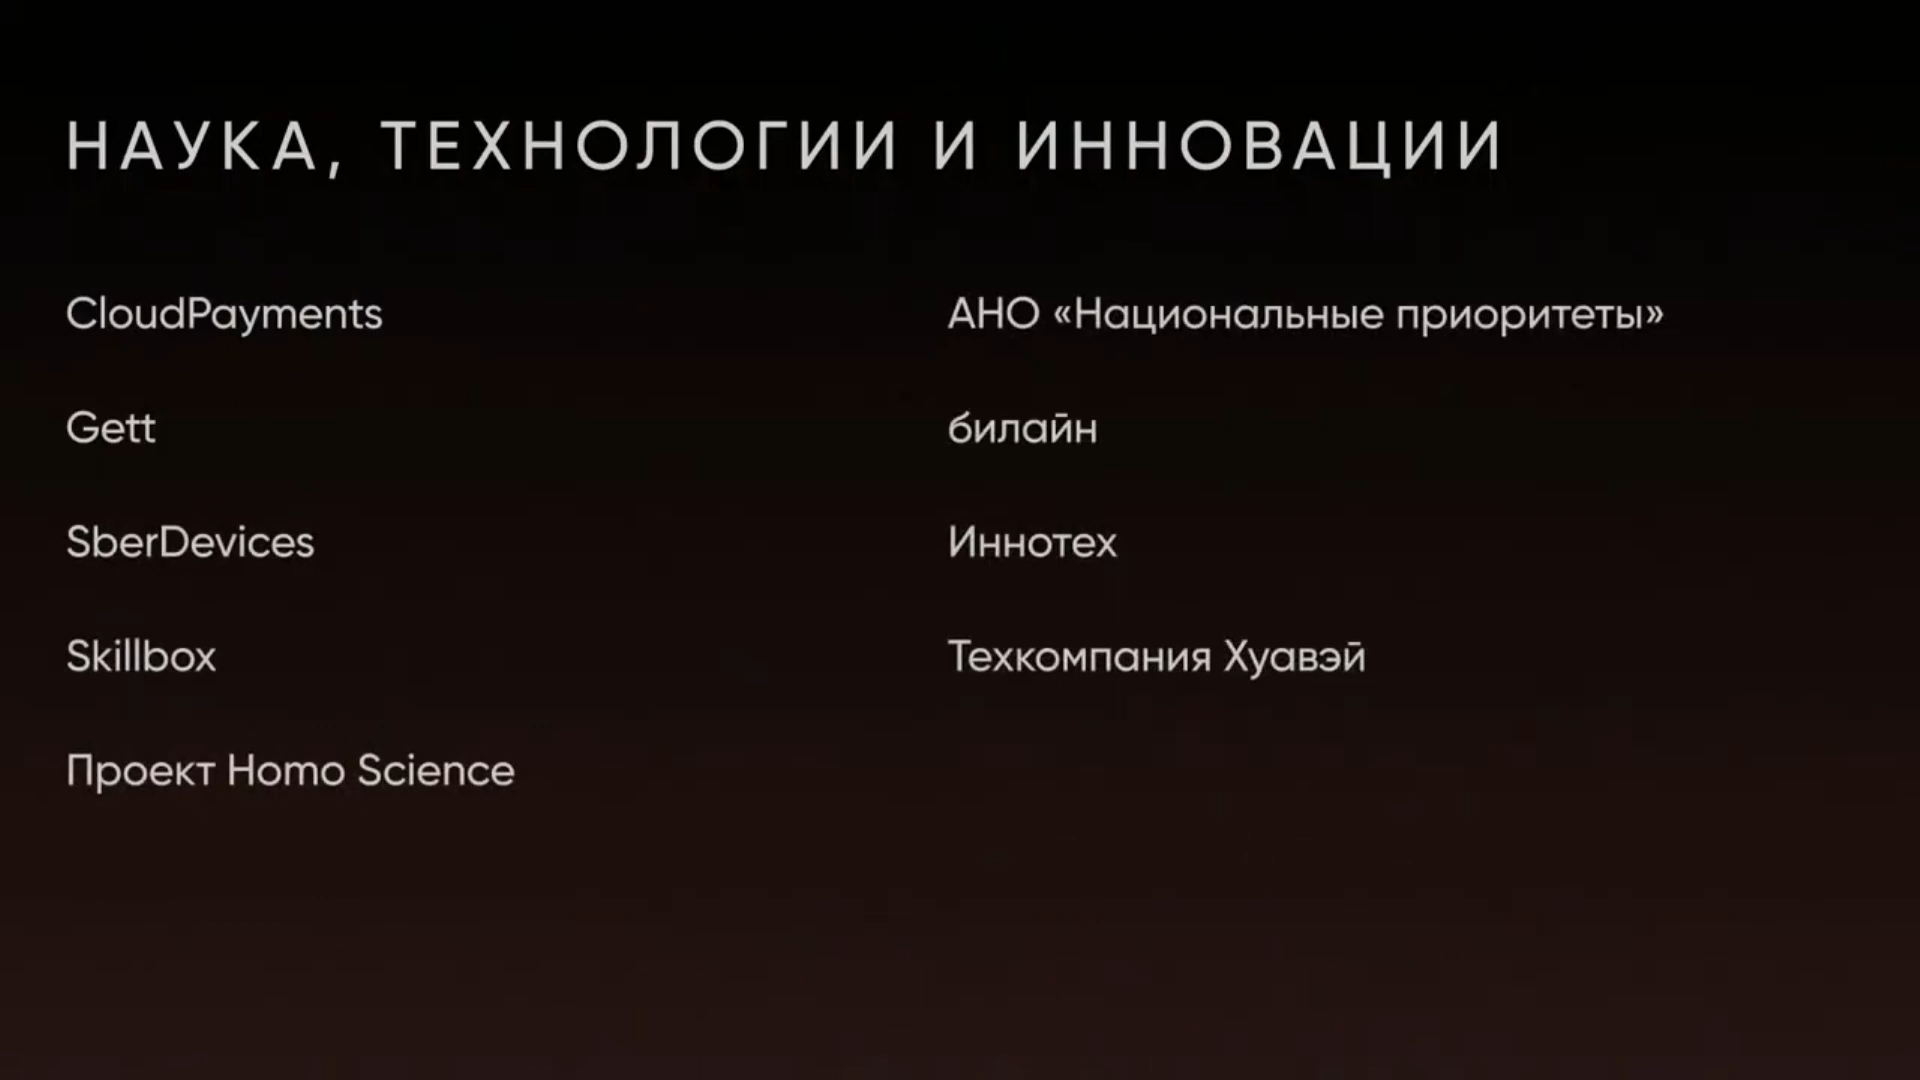 НАУКА, ТЕХНОЛОГИИ И ИННОВАЦИИ
CloudPayments
Gett
SberDevices
Skillbox
Проект Homo Science
АНО «Национальные приоритеты»
билайн
Иннотех
Техкомпания Хуавэй